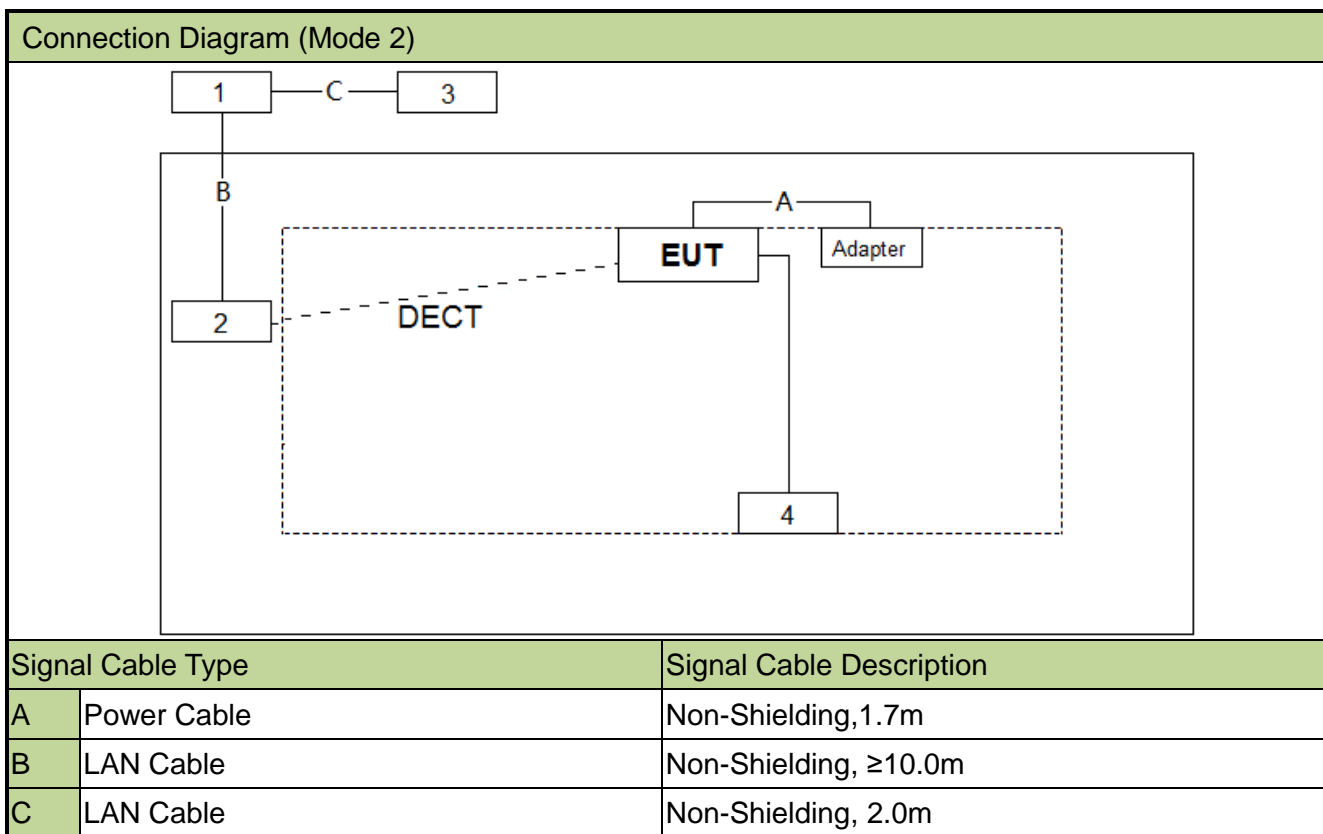 Connection Diagram (Mode 2)
1 C 3
B
A
EUT Adapter
2 DECT
4
Signal Cable Type Signal Cable Description
A Power Cable Non-Shielding,1.7m
B LAN Cable Non-Shielding, ≥10.0m
C LAN Cable Non-Shielding, 2.0m